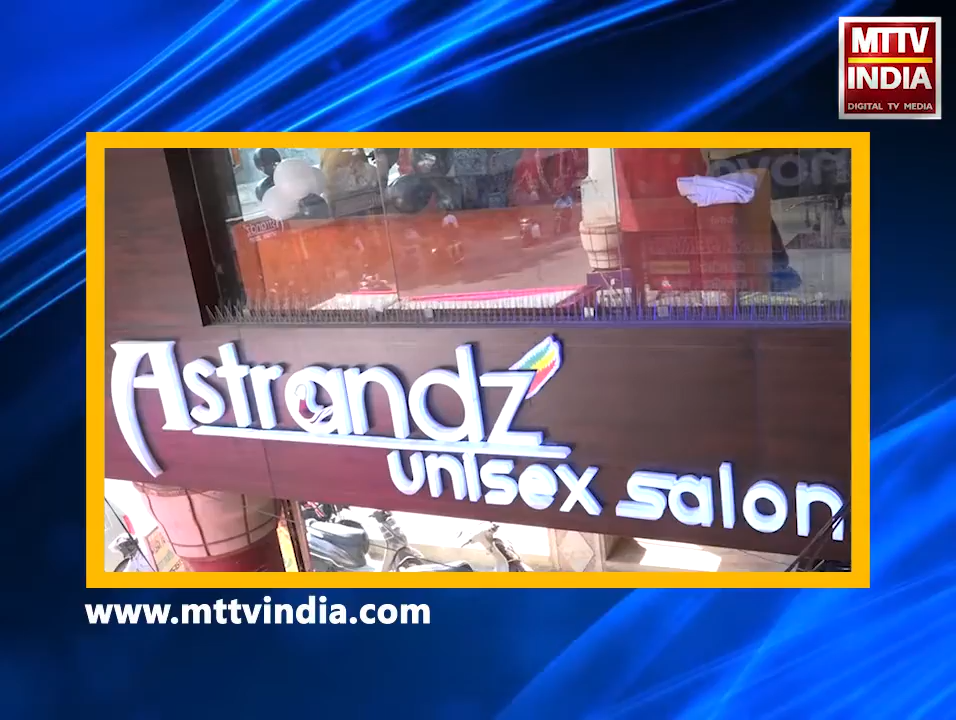 MTTV
INDIA
DIGITAL TV MEDIA
Astrandz
unisex salon
www.mttvindia.com